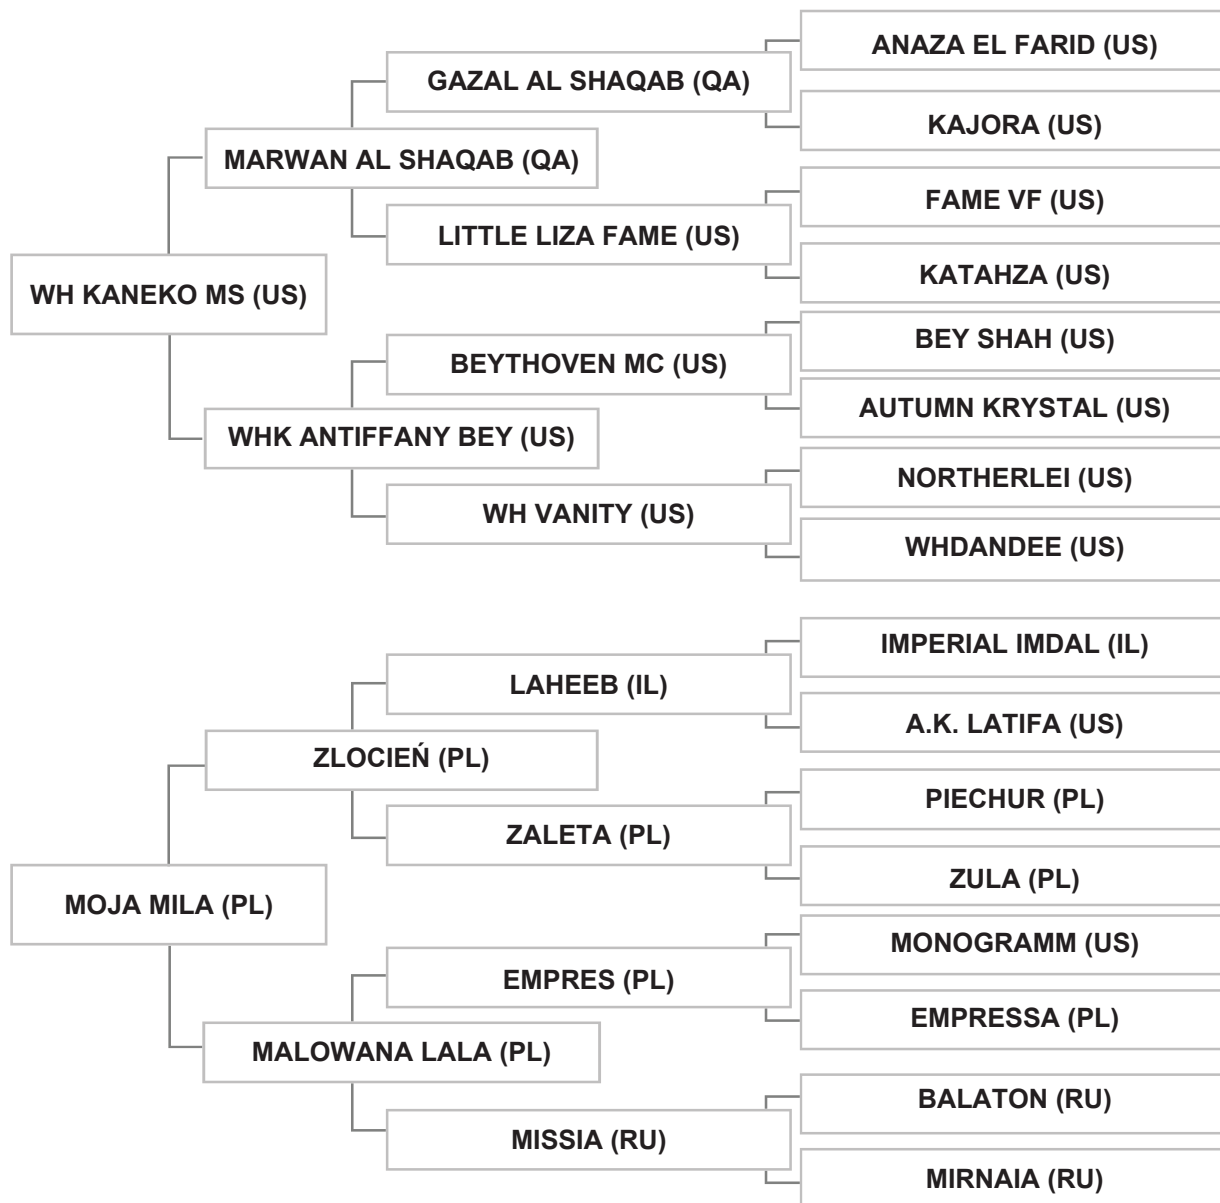 ANAZA EL FARID (US)
GAZAL AL SHAQAB (QA)
KAJORA (US)
MARWAN AL SHAQAB (QA)
FAME VF (US)
LITTLE LIZA FAME (US)
KATAHZA (US)
WH KANEKO MS (US)
BEY SHAH (US)
BEYTHOVEN MC (US)
AUTUMN KRYSTAL (US)
WHK ANTIFFANY BEY (US)
NORTHERLEI (US)
WH VANITY (US)
WHDANDEE (US)
IMPERIAL IMDAL (IL)
LAHEEB (IL)
A.K. LATIFA (US)
ZLOCIEŃ (PL)
PIECHUR (PL)
ZALETA (PL)
ZULA (PL)
MOJA MILA (PL)
MONOGRAMM (US)
EMPRES (PL)
EMPRESSA (PL)
MALOWANA LALA (PL)
BALATON (RU)
MISSIA (RU)
MIRNAIA (RU)